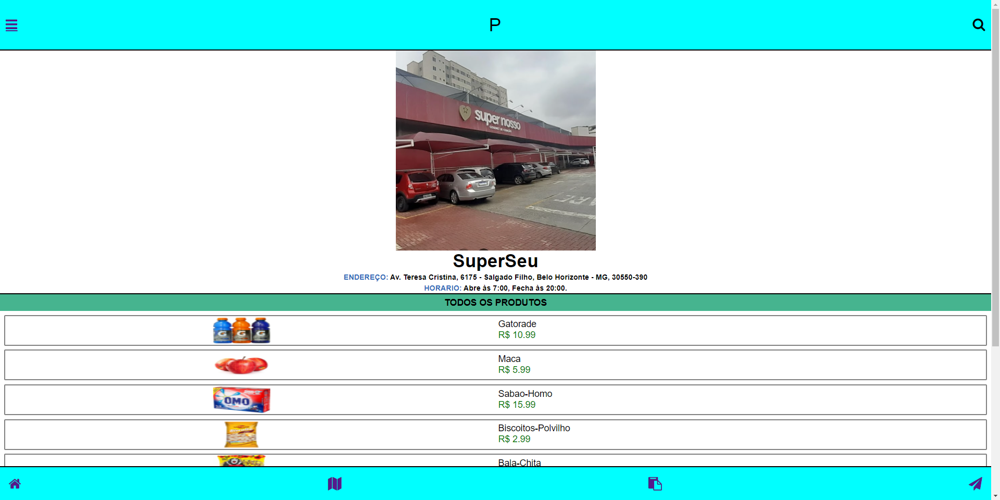 P
super nosso
SuperSeu
ENDEREÇO: Av. Teresa Cristina, 6175 - Salgado Filho, Belo Horizonte - MG, 30550-390
HORARIO: Abre às 7:00, Fecha às 20:00.
TODOS OS PRODUTOS
G G G
Gatorade
R$ 10.99
Maca
R$ 5.99
OMO
Sabao-Homo
R$ 15.99
Biscoitos-Polvilho
R$ 2.99
Bala-Chita